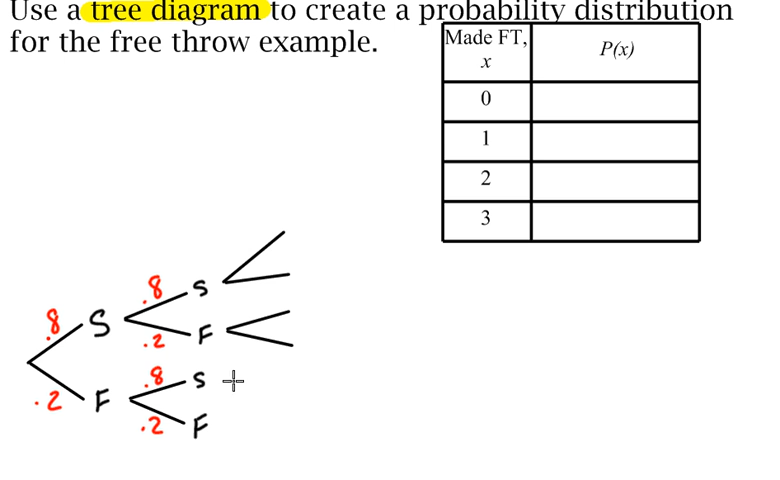 Use a tree diagram to create a probability distribution
for the free throw example.
Made FT, P(x)
x
0
1
2
3
.8 S
.8 S
.2 F
.2 F
.8 S
.2 F